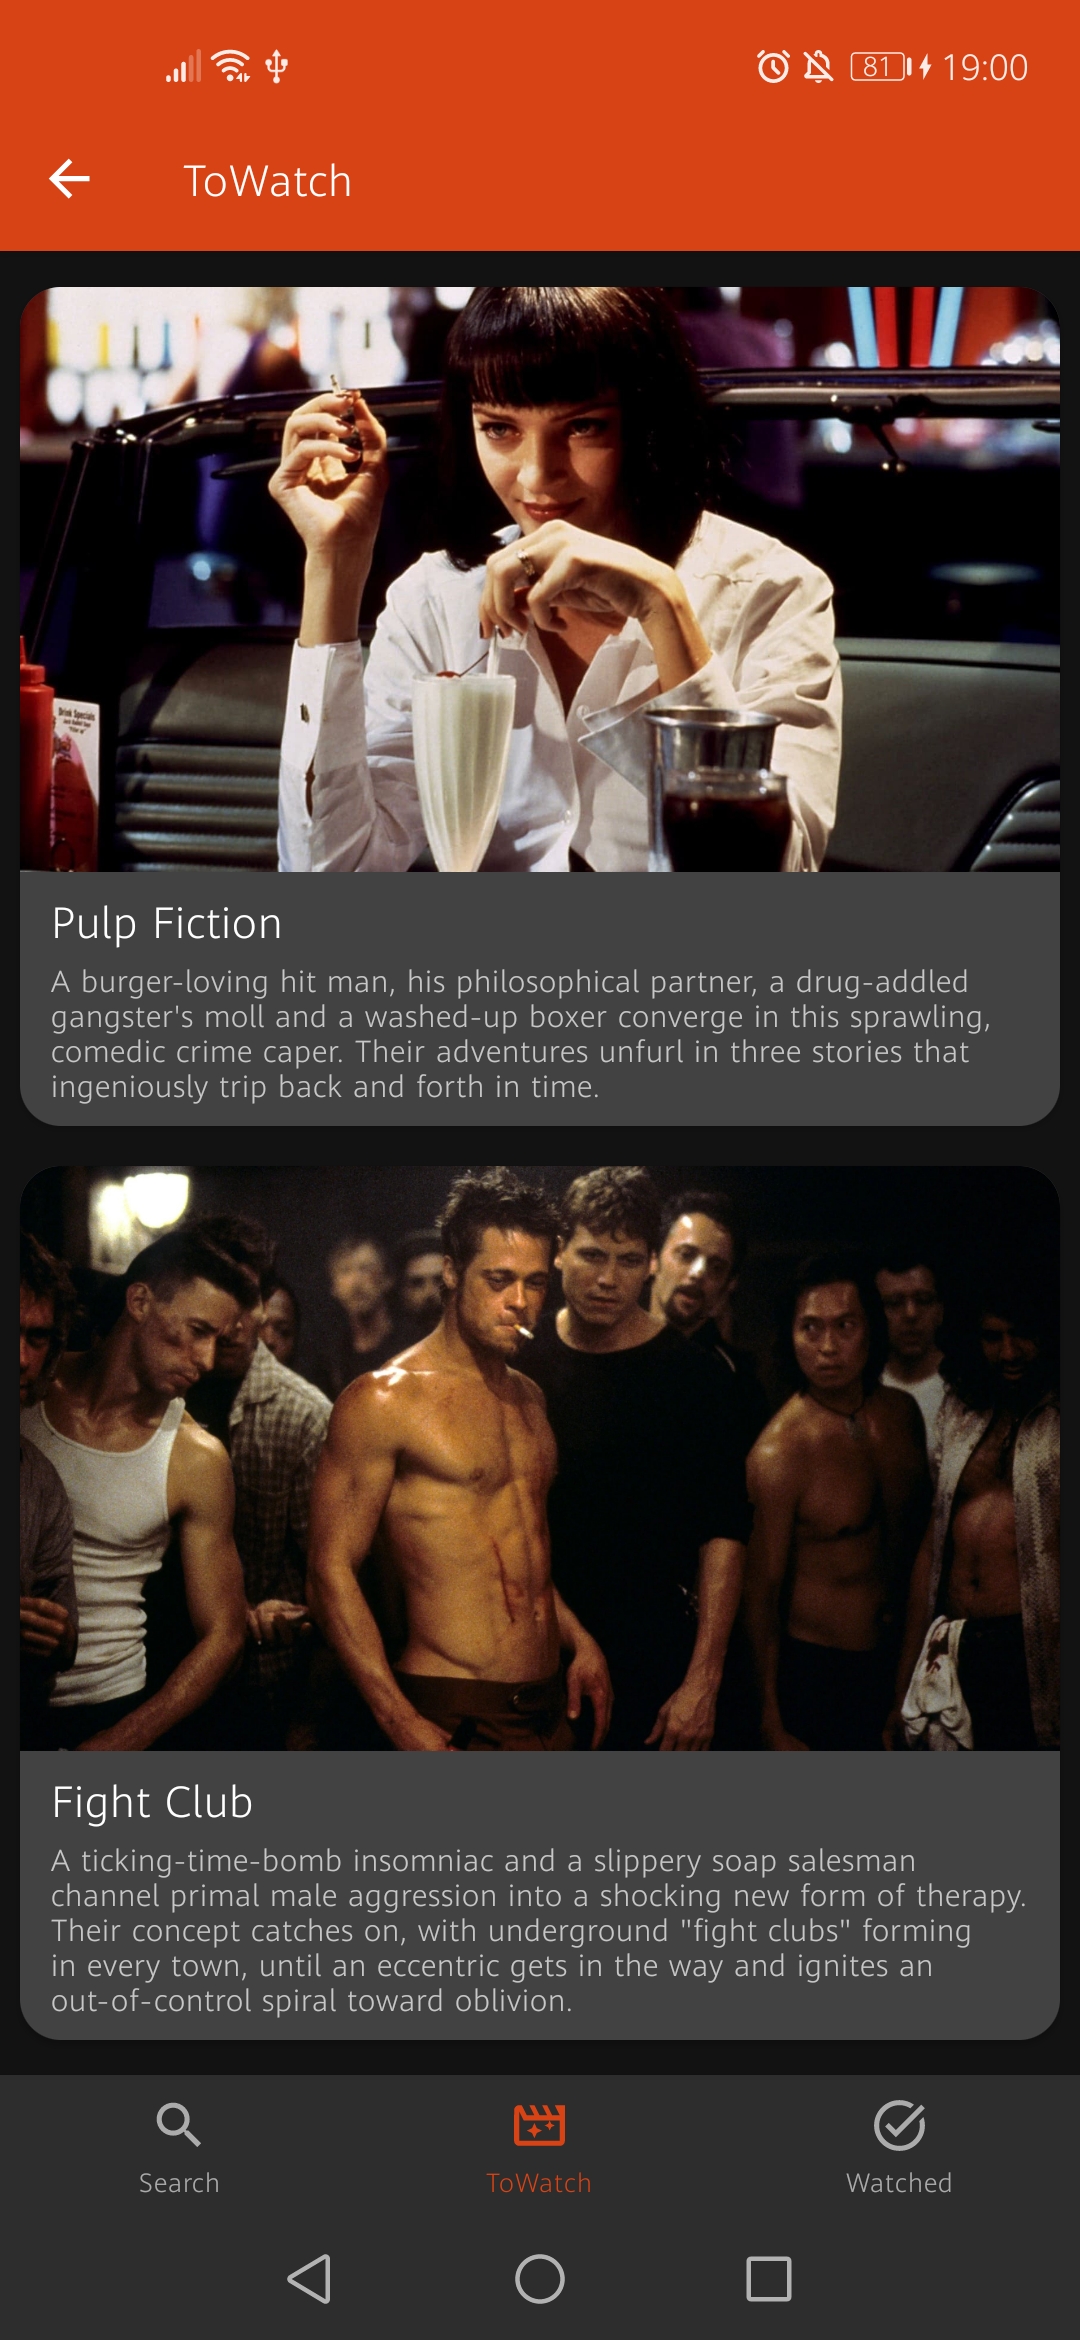 81 19:00
ToWatch
Drink Specials
Pulp Fiction
A burger-loving hit man, his philosophical partner, a drug-addled
gangster's moll and a washed-up boxer converge in this sprawling,
comedic crime caper. Their adventures unfurl in three stories that
ingeniously trip back and forth in time.
Fight Club
A ticking-time-bomb insomniac and a slippery soap salesman
channel primal male aggression into a shocking new form of therapy.
Their concept catches on, with underground "fight clubs" forming
in every town, until an eccentric gets in the way and ignites an
out-of-control spiral toward oblivion.
Search ToWatch Watched